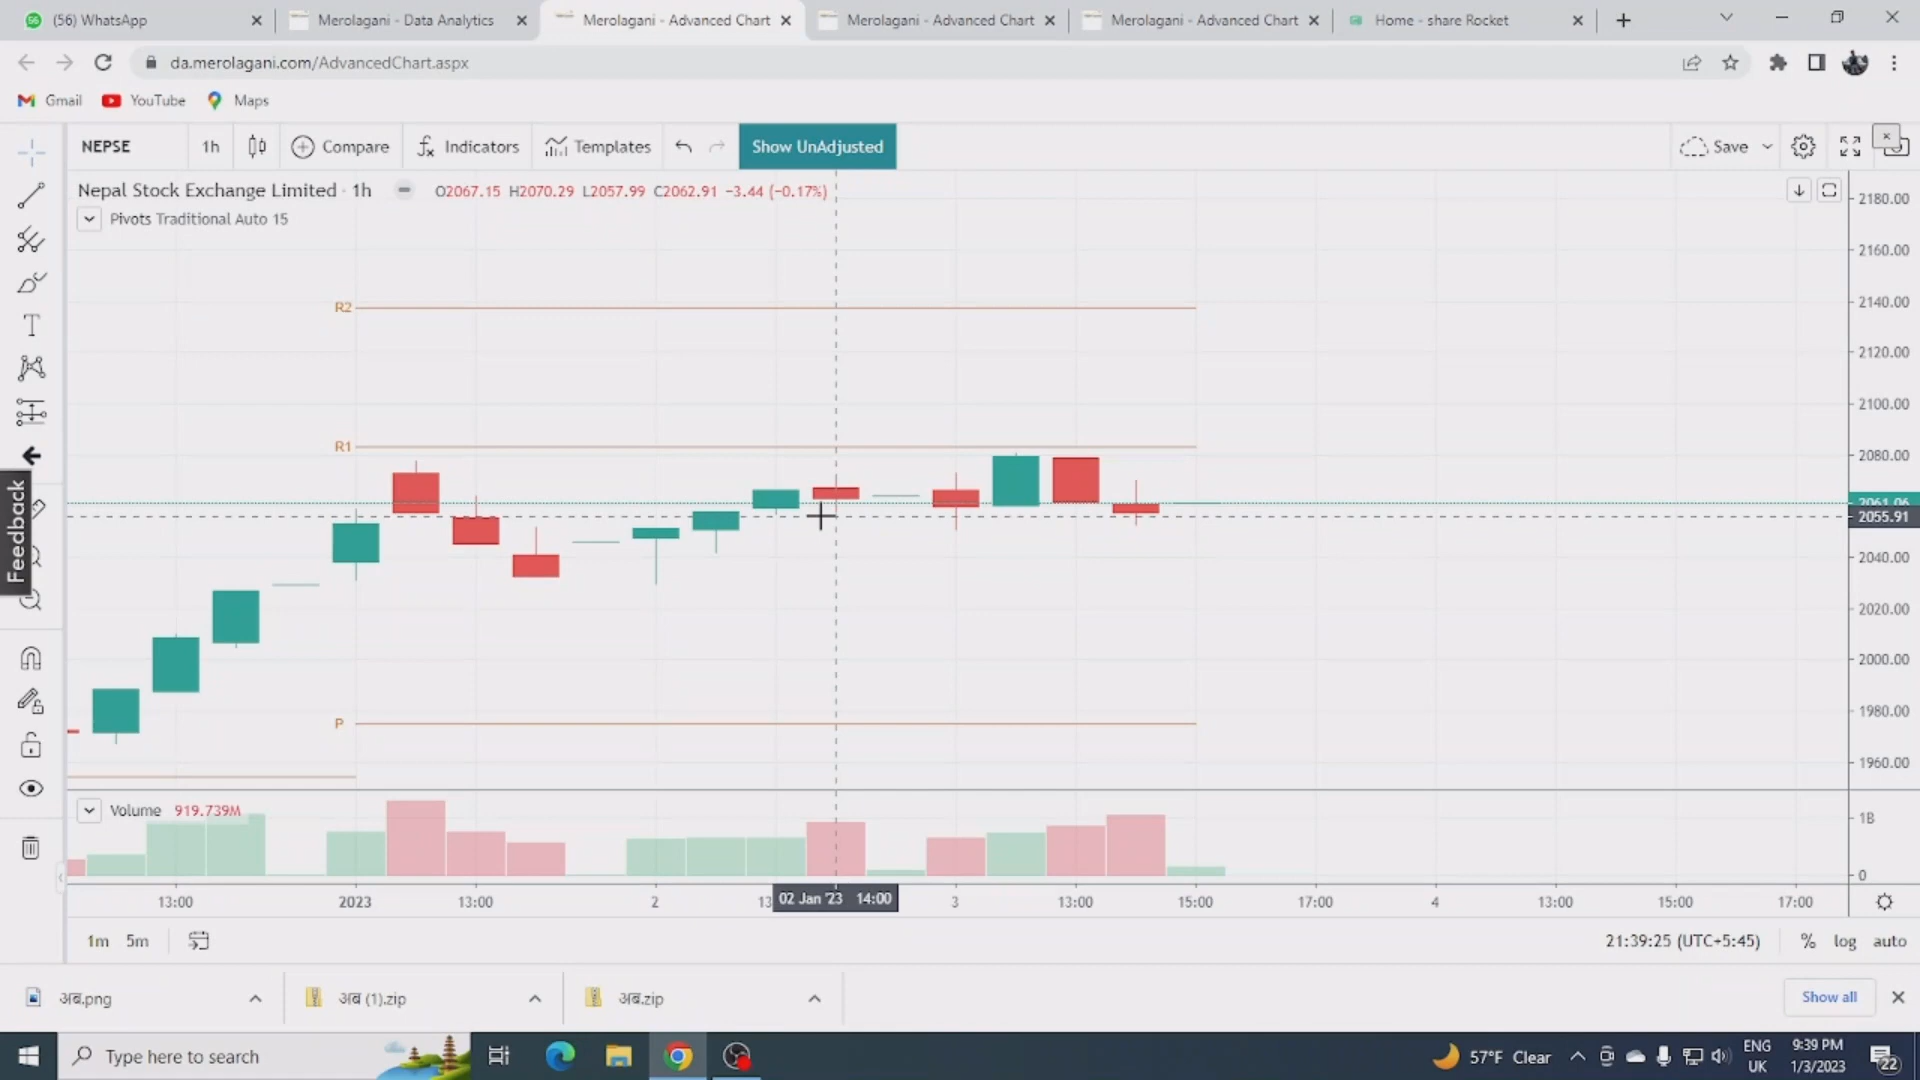 (56) WhatsApp
Merolagani - Data Analytics
Merolagani - Advanced Chart
Merolagani - Advanced Chart
Merolagani - Advanced Chart
Home - share Rocket
da.merolagani.com/AdvancedChart.aspx
Gmail
YouTube
Maps
NEPSE
1h
Compare
Indicators
Templates
Show UnAdjusted
Save
Nepal Stock Exchange Limited · 1h
O2067.15 H2070.29 L2057.99 C2062.91 −3.44 (−0.17%)
Pivots Traditional Auto 15
2180.00
2160.00
R2
2140.00
2120.00
2100.00
R1
2080.00
2061.06
2055.91
Feedback
2040.00
2020.00
2000.00
P
1980.00
1960.00
Volume 919.739M
1B
0
13:00
2023
13:00
2
02 Jan '23 14:00
3
13:00
15:00
17:00
4
13:00
15:00
17:00
1m
5m
21:39:25 (UTC+5:45)
%
log
auto
अब.png
अब (1).zip
अब.zip
Show all
Type here to search
57°F Clear
ENG
UK
9:39 PM
1/3/2023
22